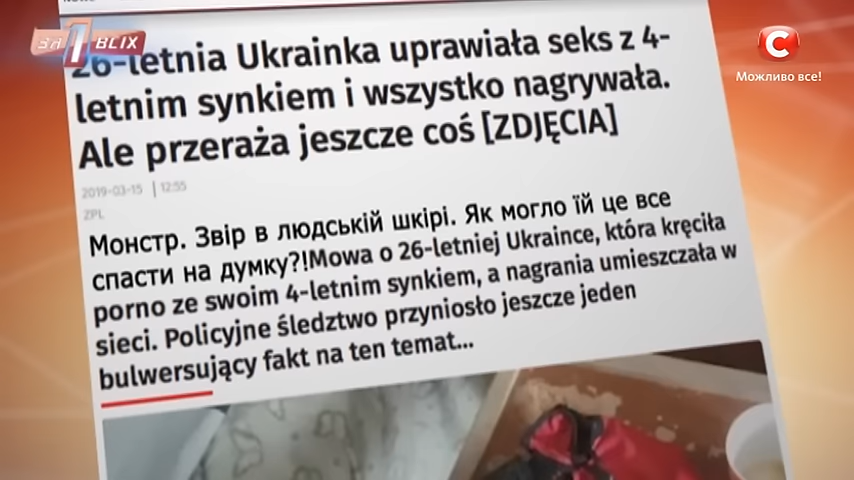 ЗА 1 ВСІХ
С
Можливо все!
26-letnia Ukrainka uprawiała seks z 4-
letnim synkiem i wszystko nagrywała.
Ale przeraża jeszcze coś [ZDJĘCIA]
2019-03-15 | 12:55
ZPL
Монстр. Звір в людській шкірі. Як могло їй це все
спасти на думку?!Mowa o 26-letniej Ukraince, która kręciła
porno ze swoim 4-letnim synkiem, a nagrania umieszczała w
sieci. Policyjne śledztwo przyniosło jeszcze jeden
bulwersujący fakt na ten temat...